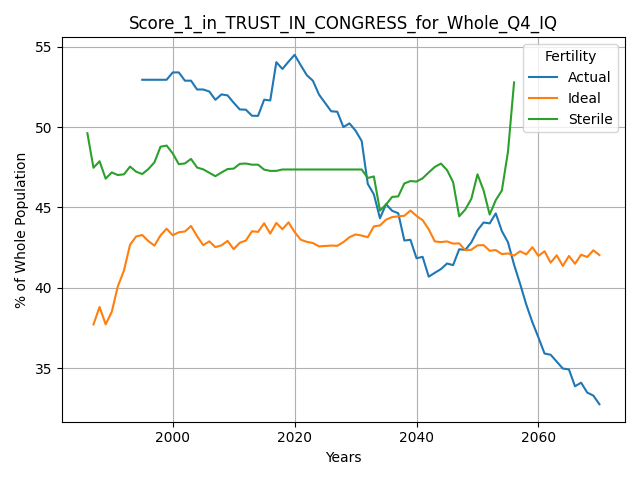 Score_1_in_TRUST_IN_CONGRESS_for_Whole_Q4_IQ
Fertility
Actual
Ideal
Sterile
% of Whole Population
55
50
45
40
35
2000 2020 2040 2060
Years